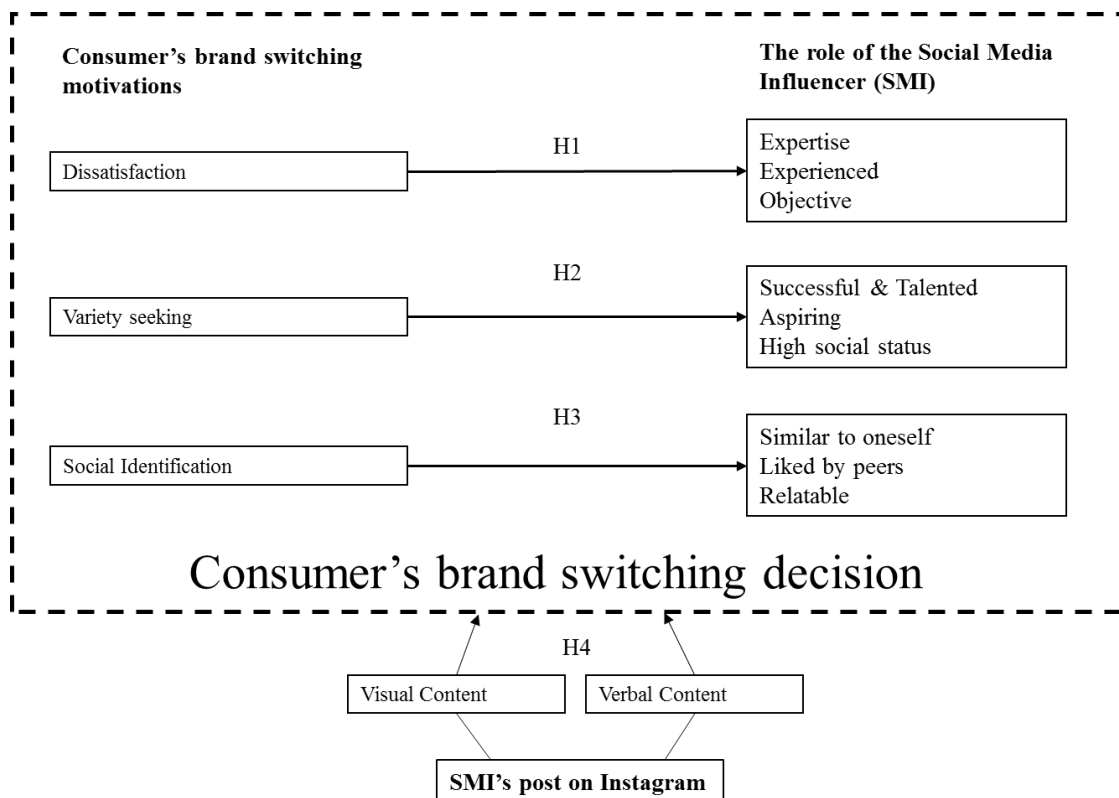 Consumer's brand switching
motivations
The role of the Social Media
Influencer (SMI)
Dissatisfaction
H1
Expertise
Experienced
Objective
Variety seeking
H2
Successful & Talented
Aspiring
High social status
Social Identification
H3
Similar to oneself
Liked by peers
Relatable
Consumer's brand switching decision
H4
Visual Content
Verbal Content
SMI's post on Instagram